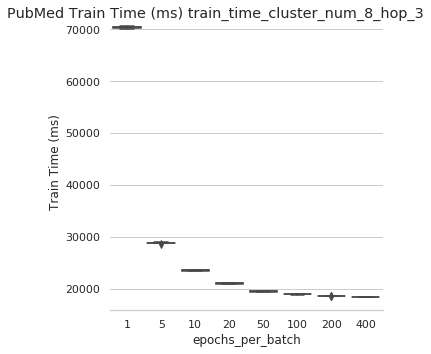 PubMed Train Time (ms) train_time_cluster_num_8_hop_3
70000
60000
50000
40000
30000
20000
Train Time (ms)
1 5 10 20 50 100 200 400
epochs_per_batch